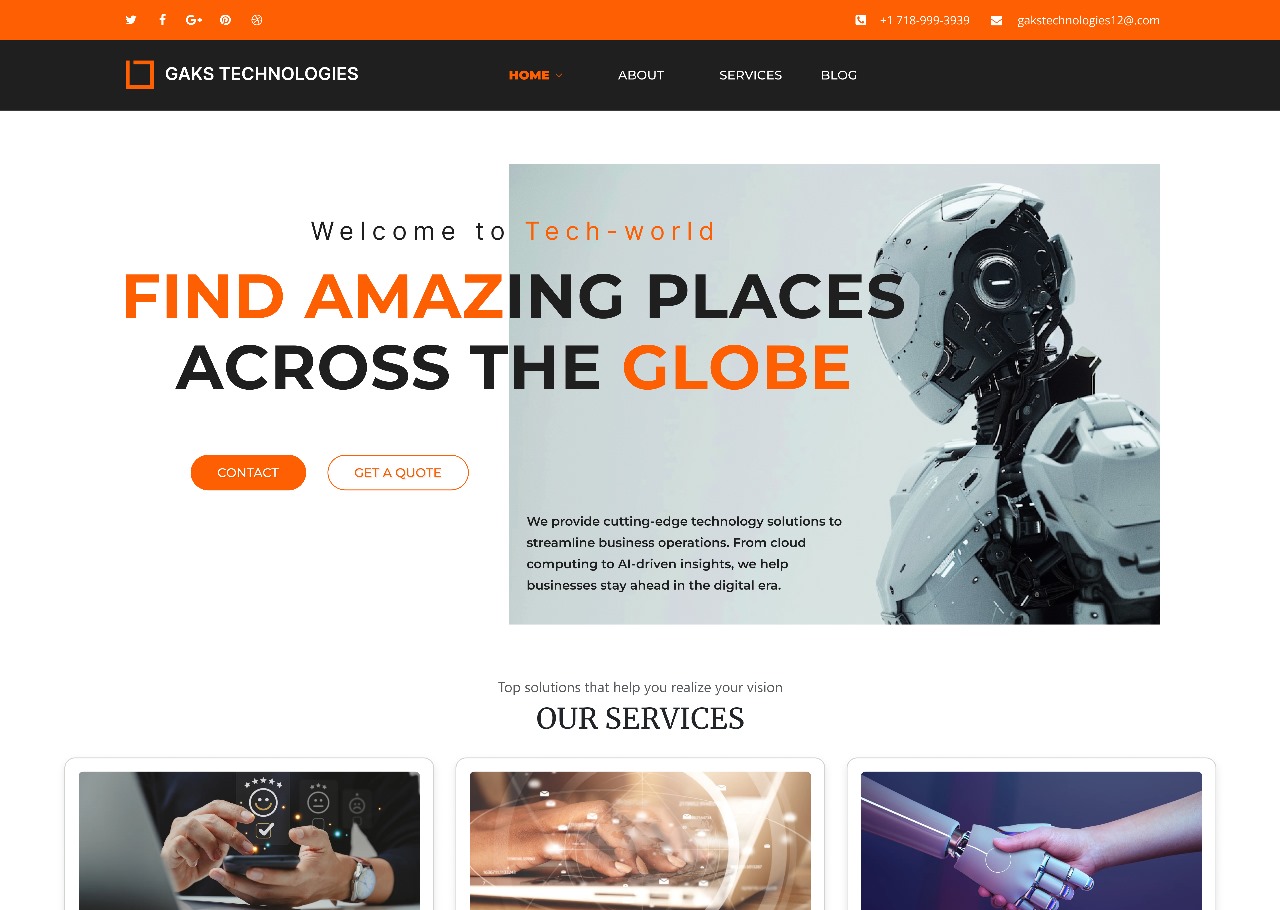 +1 718-999-3939
gakstechnologies12@.com
GAKS TECHNOLOGIES
HOME
ABOUT
SERVICES
BLOG
Welcome to Tech-world
FIND AMAZING PLACES
ACROSS THE GLOBE
CONTACT
GET A QUOTE
We provide cutting-edge technology solutions to
streamline business operations. From cloud
computing to AI-driven insights, we help
businesses stay ahead in the digital era.
Top solutions that help you realize your vision
OUR SERVICES